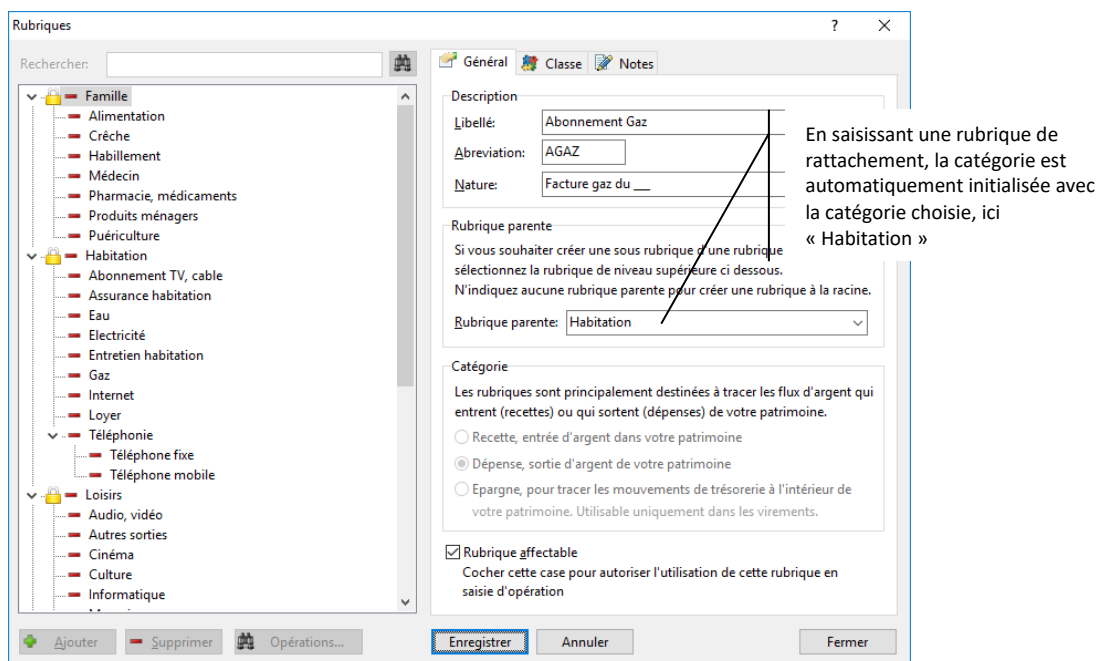 Rubriques
?
Rechercher:
Famille
Alimentation
Crêche
Habillement
Médecin
Pharmacie, médicaments
Produits ménagers
Puériculture
Habitation
Abonnement TV, cable
Assurance habitation
Eau
Electricité
Entretien habitation
Gaz
Internet
Loyer
Téléphonie
Téléphone fixe
Téléphone mobile
Loisirs
Audio, vidéo
Autres sorties
Cinéma
Culture
Informatique
Ajouter
Supprimer
Opérations...
Général
Classe
Notes
Description
Libellé: Abonnement Gaz
Abreviation: AGAZ
Nature: Facture gaz du __
Rubrique parente
Si vous souhaiter créer une sous rubrique d'une rubrique
sélectionnez la rubrique de niveau supérieure ci dessous.
N'indiquez aucune rubrique parente pour créer une rubrique à la racine.
Rubrique parente: Habitation
Catégorie
Les rubriques sont principalement destinées à tracer les flux d'argent qui
entrent (recettes) ou qui sortent (dépenses) de votre patrimoine.
Recette, entrée d'argent dans votre patrimoine
Dépense, sortie d'argent de votre patrimoine
Epargne, pour tracer les mouvements de trésorerie à l'intérieur de
votre patrimoine. Utilisable uniquement dans les virements.
Rubrique affectable
Cocher cette case pour autoriser l'utilisation de cette rubrique en
saisie d'opération
Enregistrer
Annuler
Fermer
En saisissant une rubrique de
rattachement, la catégorie est
automatiquement initialisée avec
la catégorie choisie, ici
« Habitation »